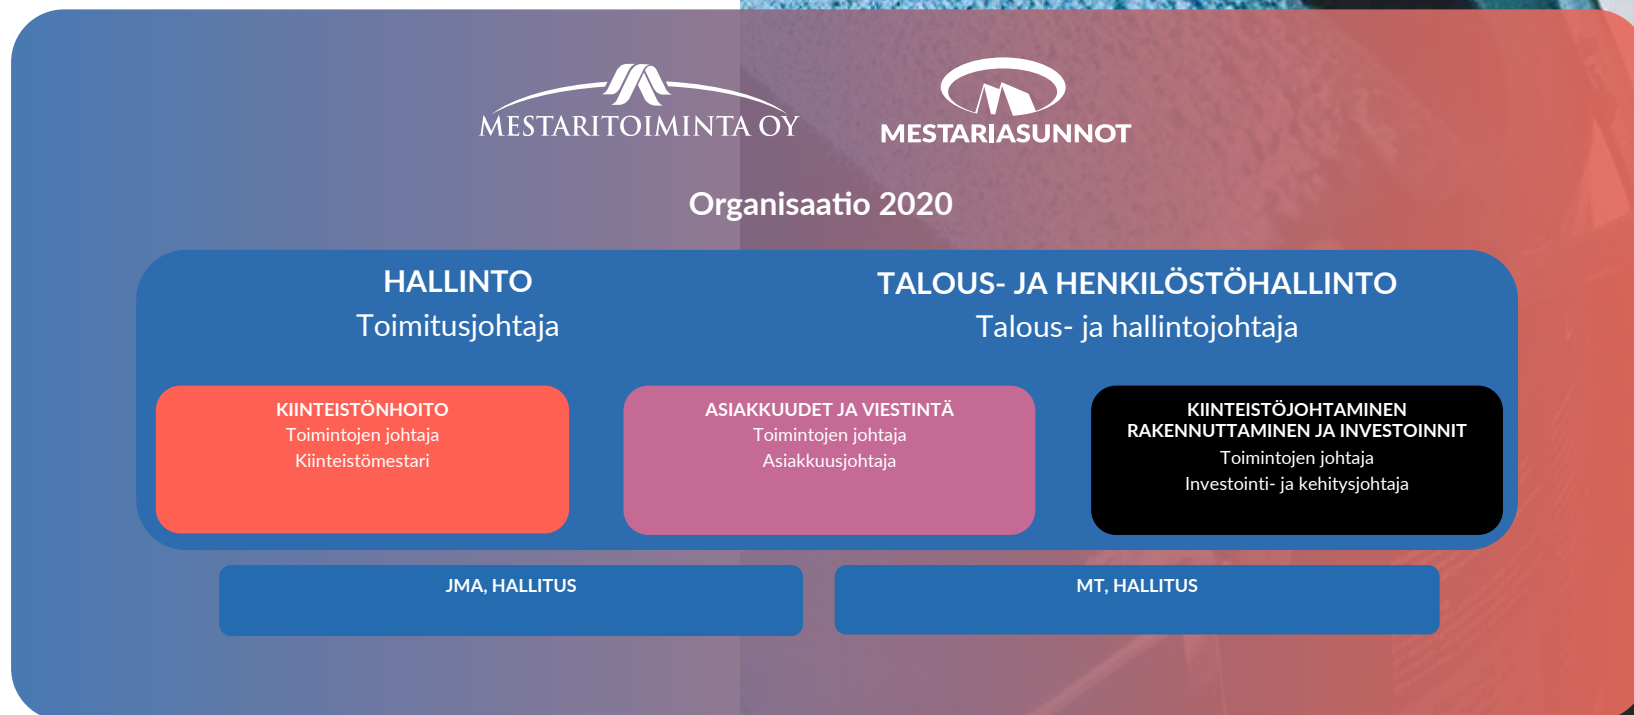 MESTARITOIMINTA OY
MESTARIASUNNOT
Organisaatio 2020
HALLINTO
Toimitusjohtaja
TALOUS- JA HENKILÖSTÖHALLINTO
Talous- ja hallintojohtaja
KIINTEISTÖNHOITO
Toimintojen johtaja
Kiinteistömestari
ASIAKKUUDET JA VIESTINTÄ
Toimintojen johtaja
Asiakkuusjohtaja
KIINTEISTÖJOHTAMINEN
RAKENNUTTAMINEN JA INVESTOINNIT
Toimintojen johtaja
Investointi- ja kehitysjohtaja
JMA, HALLITUS
MT, HALLITUS